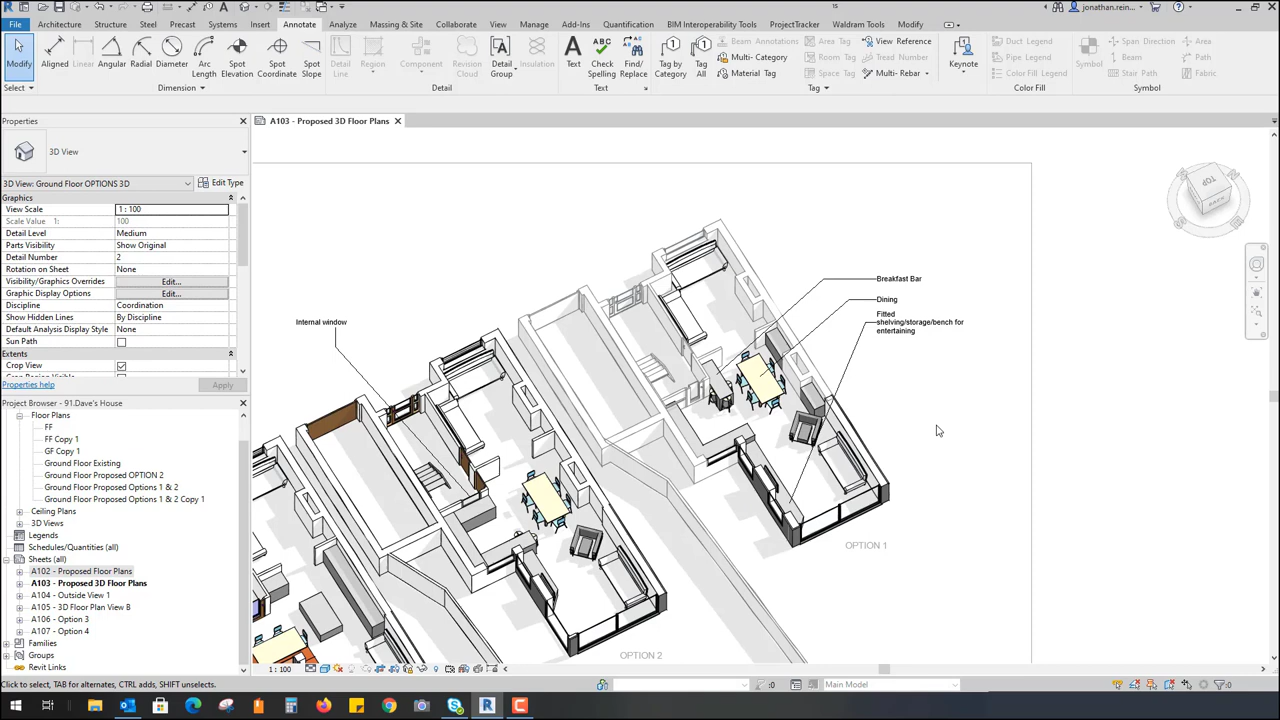 15
jonathan.rein...
File
Architecture
Structure
Steel
Precast
Systems
Insert
Annotate
Analyze
Massing & Site
Collaborate
View
Manage
Add-Ins
Quantification
BIM Interoperability Tools
ProjectTracker
Waldram Tools
Modify
Modify
Aligned
Linear
Angular
Radial
Diameter
Arc
Length
Spot
Elevation
Spot
Coordinate
Spot
Slope
Detail
Line
Region
Component
Revision
Cloud
Detail
Group
Insulation
Text
Check
Spelling
Find/
Replace
Tag by
Category
Tag
All
Beam Annotations
Multi- Category
Material Tag
Area Tag
Room Tag
Space Tag
View Reference
Tread Number
Multi- Rebar
Keynote
Duct Legend
Pipe Legend
Color Fill Legend
Symbol
Span Direction
Beam
Stair Path
Area
Path
Fabric
Select
Dimension
Detail
Text
Tag
Color Fill
Symbol
Properties
A103 - Proposed 3D Floor Plans
3D View
3D View: Ground Floor OPTIONS 3D
Edit Type
Graphics
View Scale 1 : 100
Scale Value 1: 100
Detail Level Medium
Parts Visibility Show Original
Detail Number 2
Rotation on Sheet None
Visibility/Graphics Overrides Edit...
Graphic Display Options Edit...
Discipline Coordination
Show Hidden Lines By Discipline
Default Analysis Display Style None
Sun Path
Extents
Crop View
Properties help
Apply
Project Browser - 91.Dave's House
Floor Plans
FF
FF Copy 1
GF Copy 1
Ground Floor Existing
Ground Floor Proposed OPTION 2
Ground Floor Proposed Options 1 & 2
Ground Floor Proposed Options 1 & 2 Copy 1
Ceiling Plans
3D Views
Legends
Schedules/Quantities (all)
Sheets (all)
A102 - Proposed Floor Plans
A103 - Proposed 3D Floor Plans
A104 - Outside View 1
A105 - 3D Floor Plan View B
A106 - Option 3
A107 - Option 4
Families
Groups
Revit Links
Internal window
Breakfast Bar
Dining
Fitted
shelving/storage/bench for
entertaining
OPTION 1
OPTION 2
TOP
BACK
1 : 100
Click to select, TAB for alternates, CTRL adds, SHIFT unselects.
:0
Main Model
:0